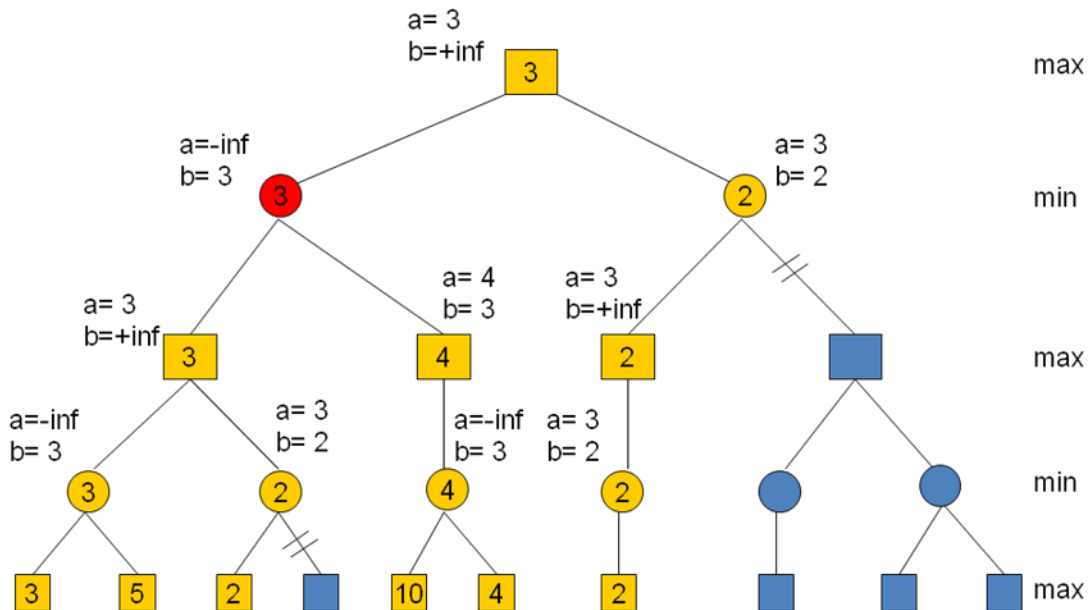 a= 3
b=+inf
3
max
a=-inf
b= 3
3
a= 3
b= 2
2
min
a= 3
b=+inf
3
a= 4
b= 3
4
a= 3
b=+inf
2
max
a=-inf
b= 3
3
a= 3
b= 2
2
a=-inf
b= 3
4
a= 3
b= 2
2
min
3
5
2
10
4
2
max